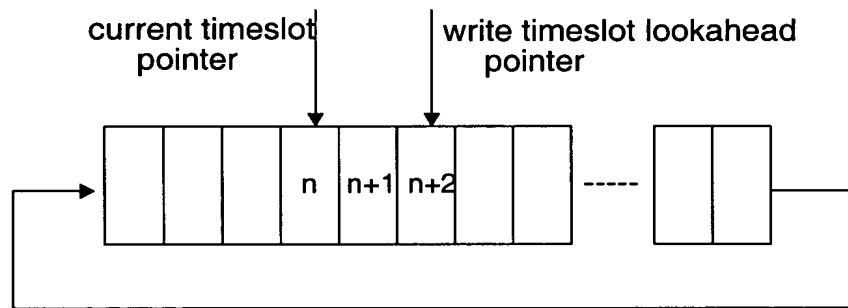 current timeslot
pointer
write timeslot lookahead
pointer
n n+1 n+2